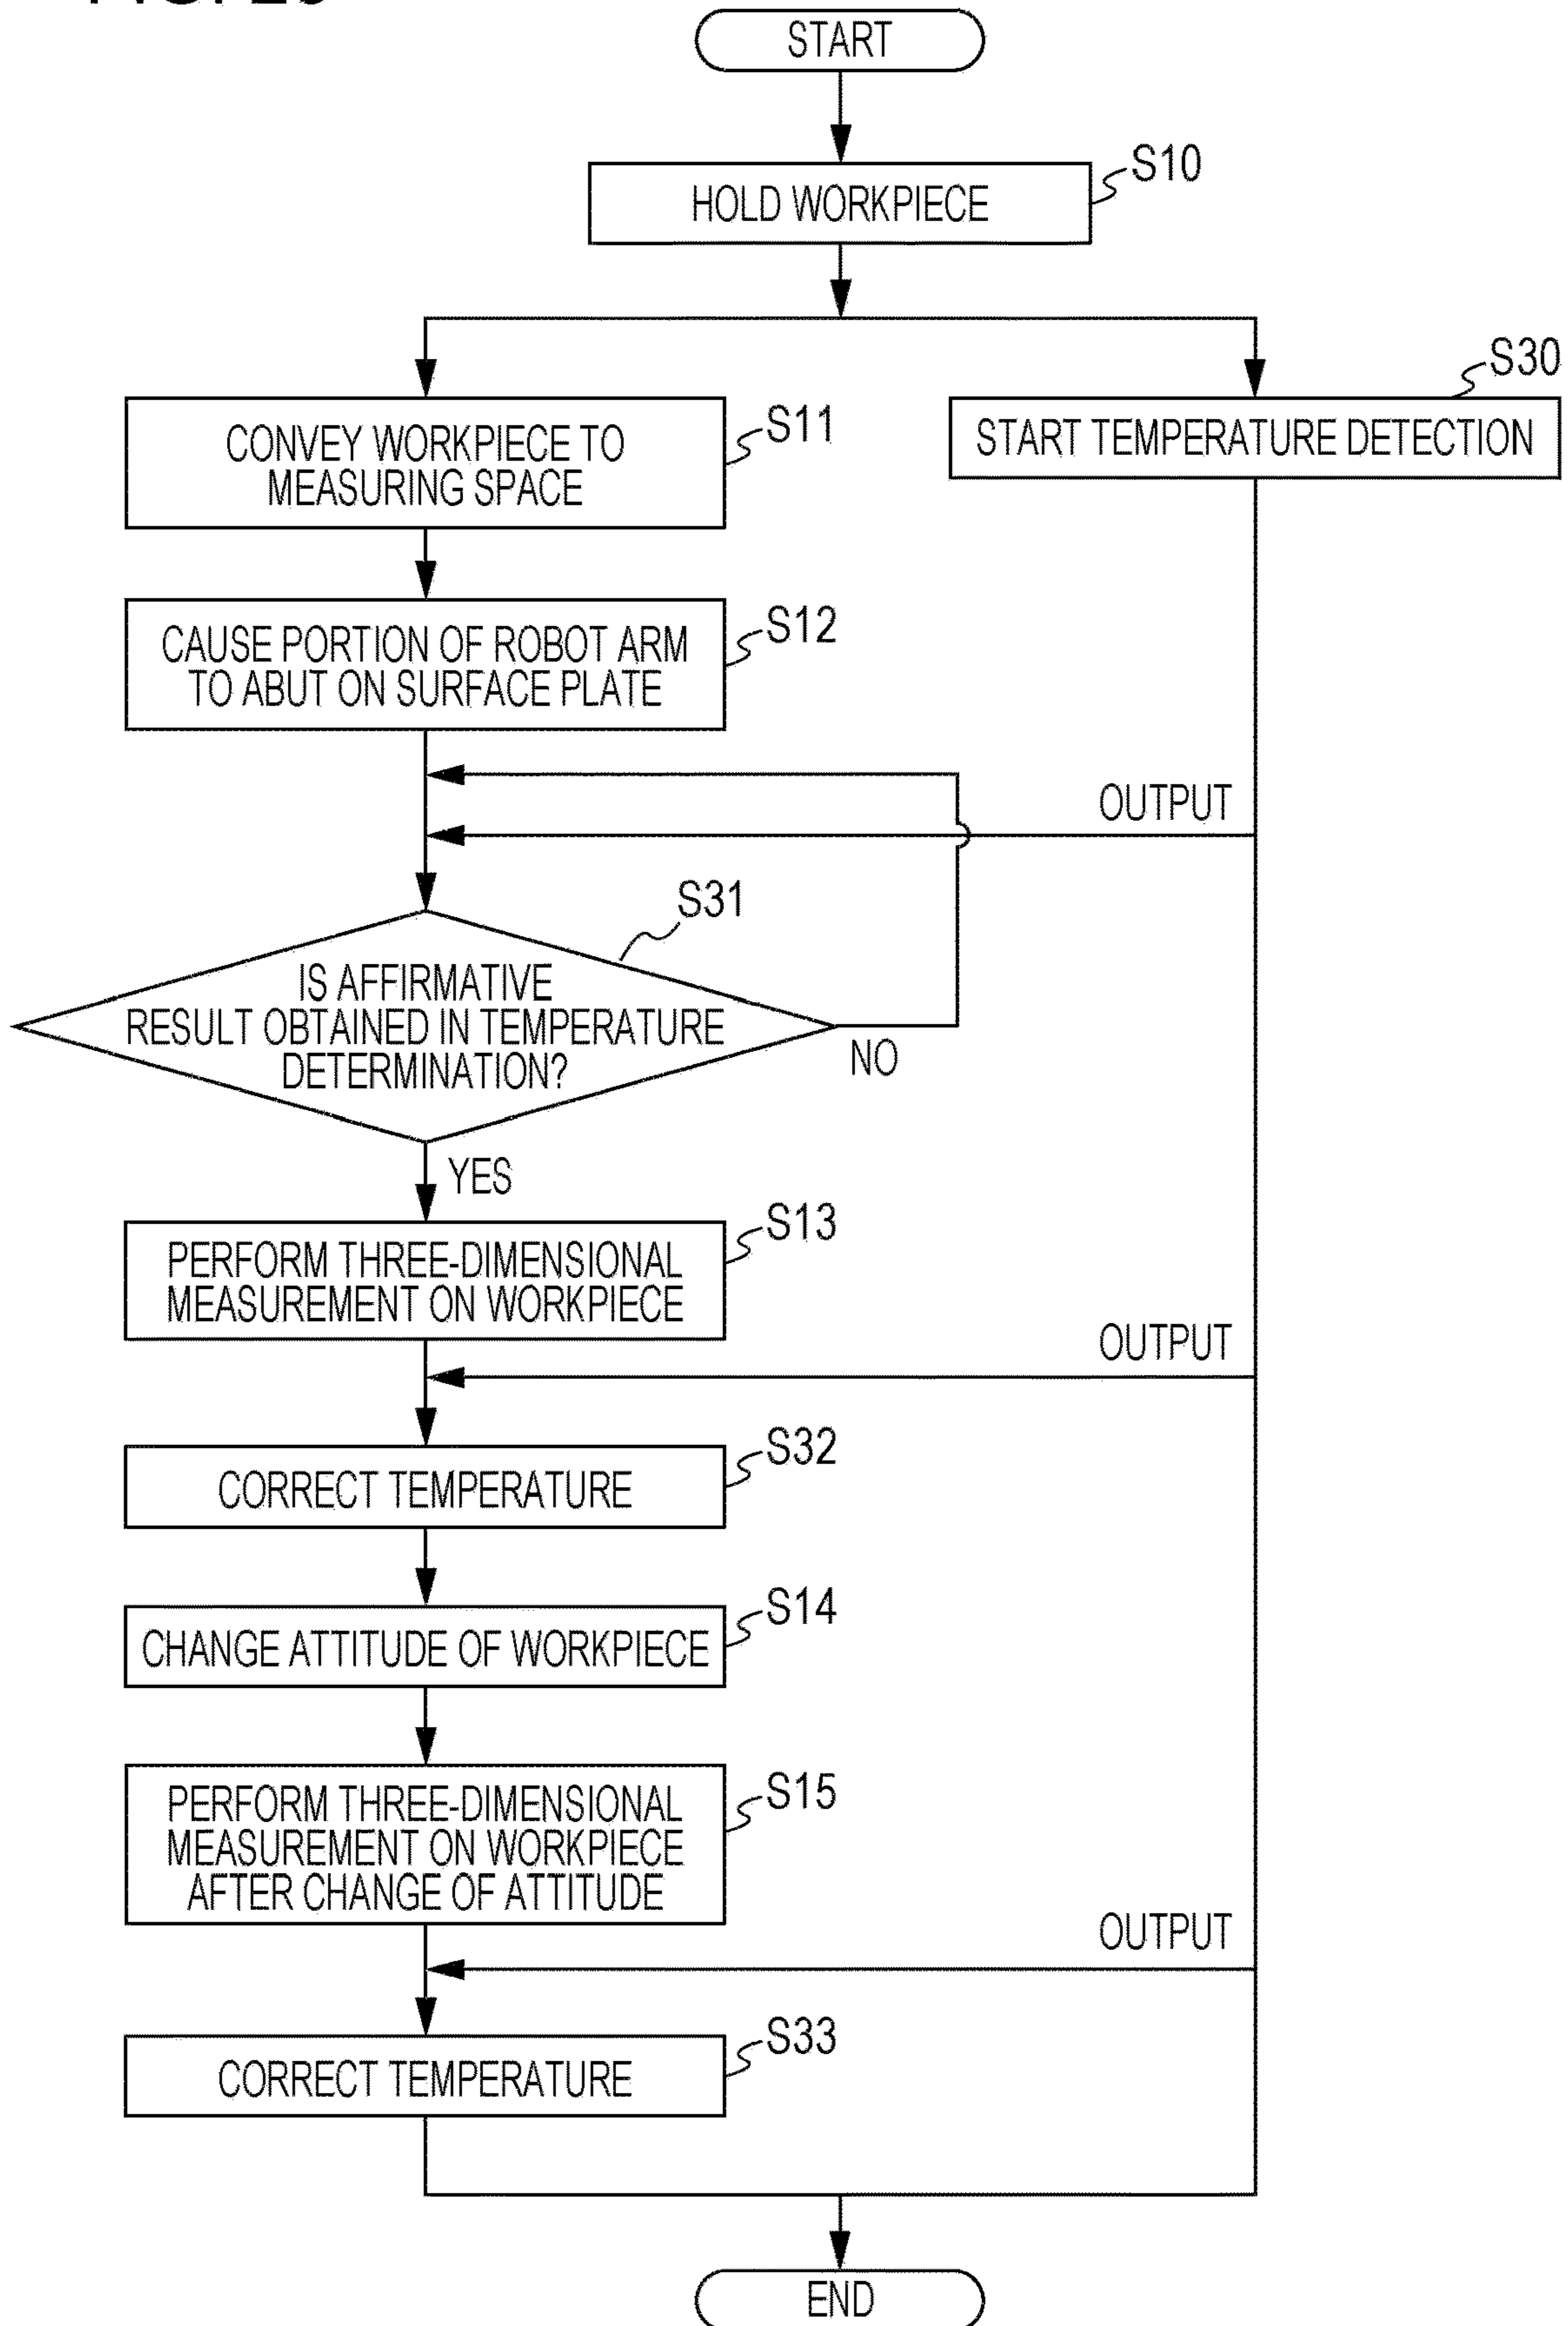 START
HOLD WORKPIECE
S10
CONVEY WORKPIECE TO
MEASURING SPACE
S11
START TEMPERATURE DETECTION
S30
CAUSE PORTION OF ROBOT ARM
TO ABUT ON SURFACE PLATE
S12
OUTPUT
S31
IS AFFIRMATIVE
RESULT OBTAINED IN TEMPERATURE
DETERMINATION?
NO
YES
PERFORM THREE-DIMENSIONAL
MEASUREMENT ON WORKPIECE
S13
OUTPUT
CORRECT TEMPERATURE
S32
CHANGE ATTITUDE OF WORKPIECE
S14
PERFORM THREE-DIMENSIONAL
MEASUREMENT ON WORKPIECE
AFTER CHANGE OF ATTITUDE
S15
OUTPUT
CORRECT TEMPERATURE
S33
END